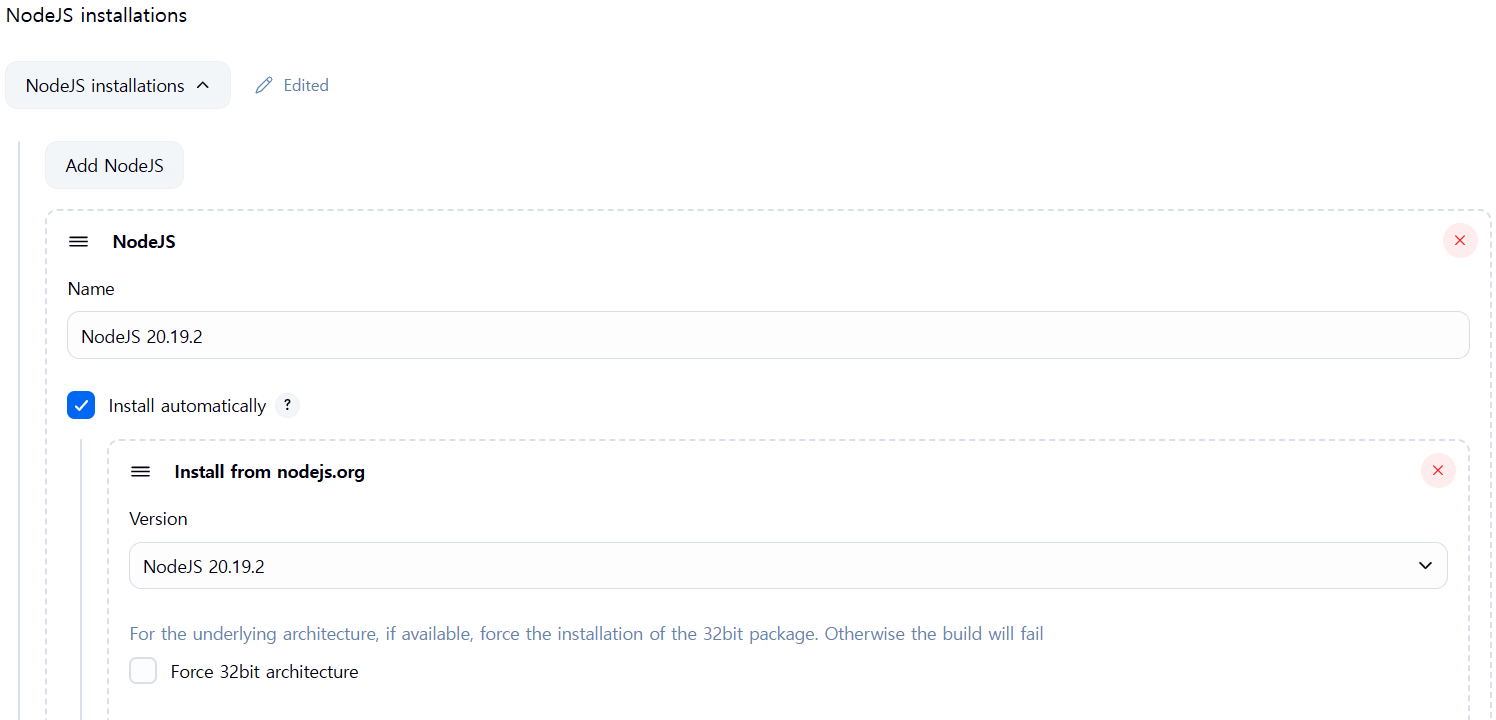 NodeJS installations
NodeJS installations Edited
Add NodeJS
NodeJS
Name
NodeJS 20.19.2
Install automatically ?
Install from nodejs.org
Version
NodeJS 20.19.2
For the underlying architecture, if available, force the installation of the 32bit package. Otherwise the build will fail
Force 32bit architecture